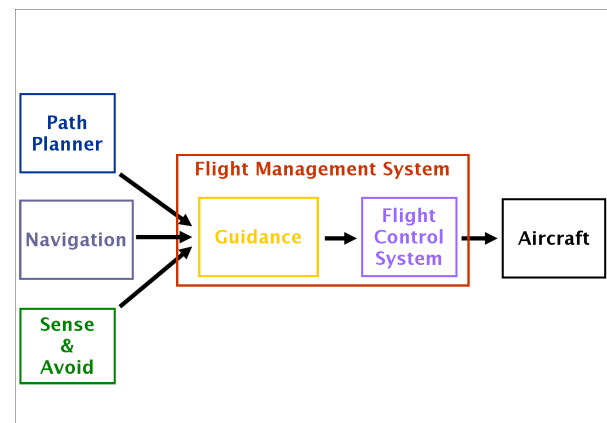 Path
Planner
Flight Management System
Navigation
Guidance
Flight
Control
System
Aircraft
Sense
&
Avoid